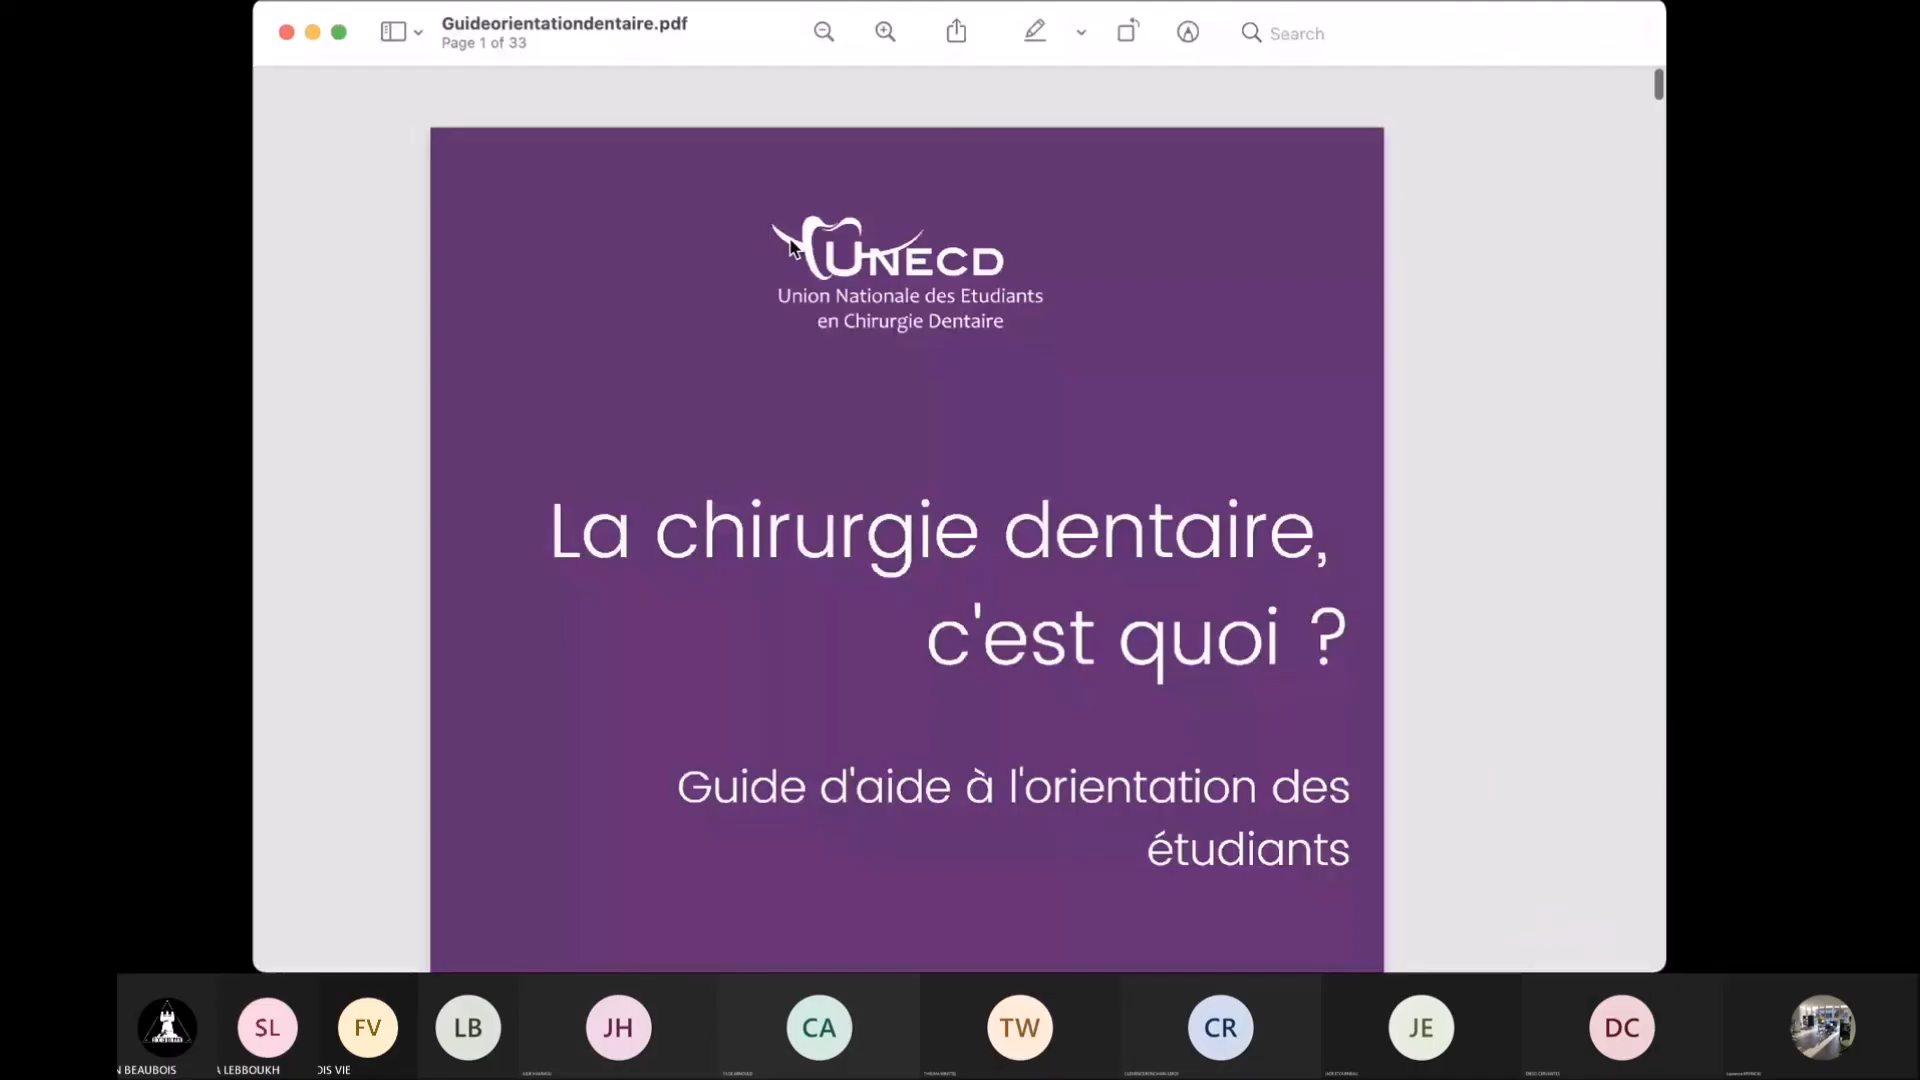 Guideorientationdentaire.pdf
Page 1 of 33
Search
UNECD
Union Nationale des Etudiants
en Chirurgie Dentaire
La chirurgie dentaire,
c'est quoi ?
Guide d'aide à l'orientation des
étudiants
SL
FV
LB
JH
CA
TW
CR
JE
DC
N BEAUBOIS
LEBBOUKH
OIS VIE